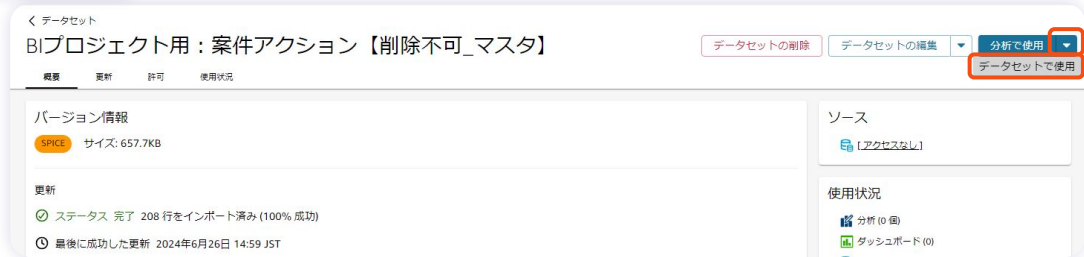 データセット
BIプロジェクト用：案件アクション【削除不可_マスタ】
データセットの削除
データセットの編集
分析で使用
データセットで使用
概要 更新 許可 使用状況
バージョン情報
SPICE サイズ: 657.7KB
更新
ステータス 完了 208 行をインポート済み (100% 成功)
最後に成功した更新 2024年6月26日 14:59 JST
ソース
[ アクセスなし ]
使用状況
分析 (0 個)
ダッシュボード (0)